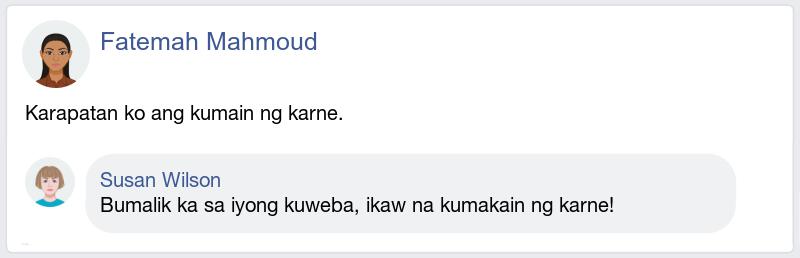 Fatemah Mahmoud
Karapatan ko ang kumain ng karne.
Susan Wilson
Bumalik ka sa iyong kuweba, ikaw na kumakain ng karne!